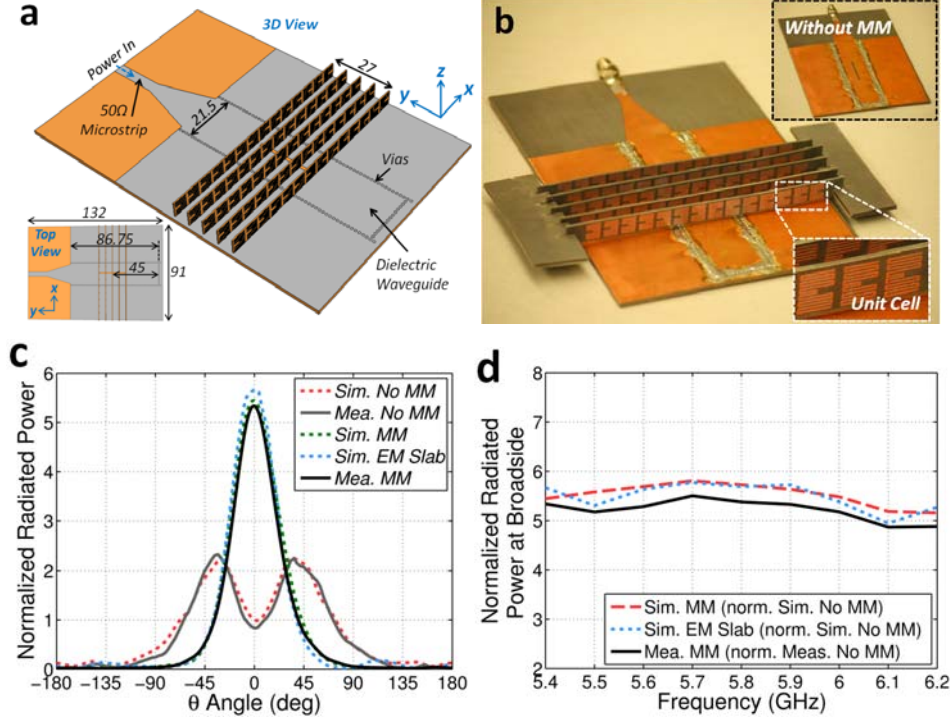 a
3D View
Power In
50Ω
Microstrip
21.5
27
z
y
x
Vias
Dielectric
Waveguide
132
Top
View
86.75
45
91
x
y
b
Without MM
Unit Cell
c
Normalized Radiated Power
6
5
4
3
2
1
0
−180 −135 −90 −45 0 45 90 135 180
θ Angle (deg)
Sim. No MM
Mea. No MM
Sim. MM
Sim. EM Slab
Mea. MM
d
Normalized Radiated
Power at Broadside
8
7
6
5
4
3
2
5.4 5.5 5.6 5.7 5.8 5.9 6 6.1 6.2
Frequency (GHz)
Sim. MM (norm. Sim. No MM)
Sim. EM Slab (norm. Sim. No MM)
Mea. MM (norm. Meas. No MM)